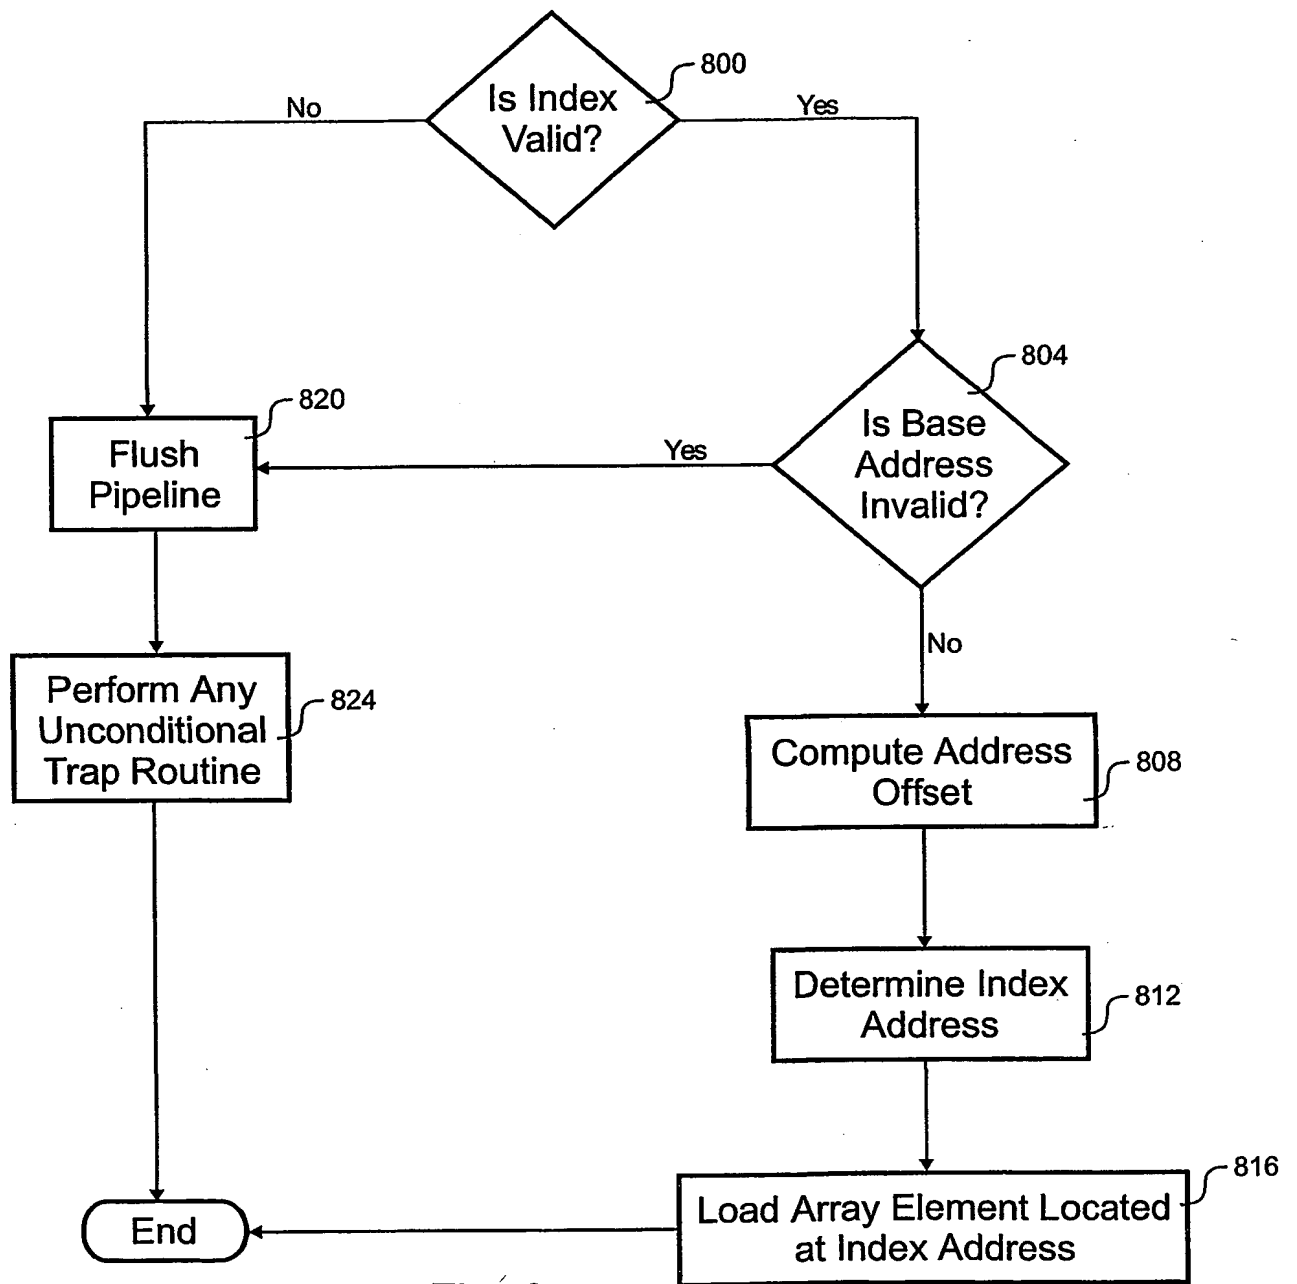 800
Is Index
Valid?
No
Yes
804
Is Base
Address
Invalid?
820
Flush
Pipeline
Yes
No
824
Perform Any
Unconditional
Trap Routine
808
Compute Address
Offset
812
Determine Index
Address
816
Load Array Element Located
at Index Address
End